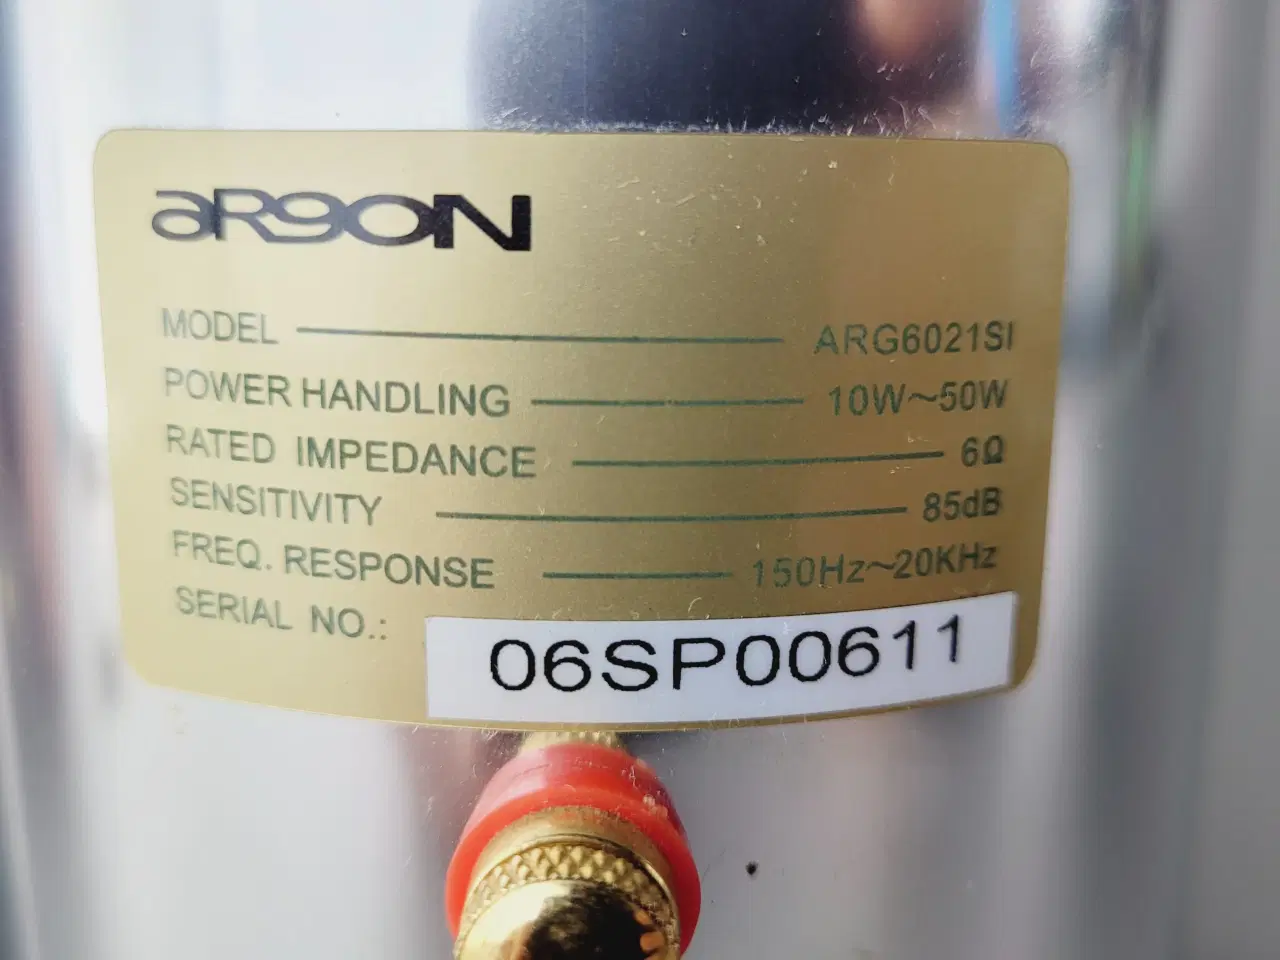 aRgON
MODEL ARG6021SI
POWER HANDLING 10W~50W
RATED IMPEDANCE 6Ω
SENSITIVITY 85dB
FREQ. RESPONSE 150Hz~20KHz
SERIAL NO.: 06SP00611